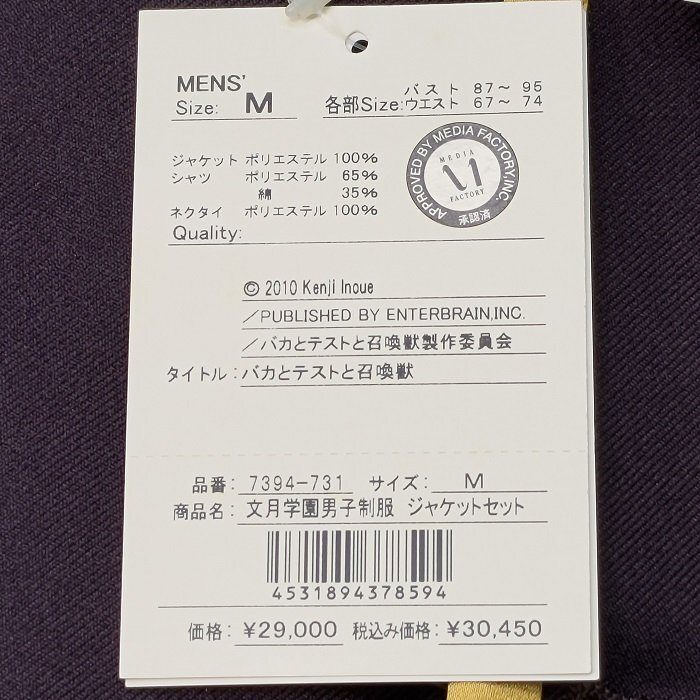 MENS'
Size: M
各部Size: バスト 87～ 95
ウエスト 67～ 74
ジャケット ポリエステル 100%
シャツ ポリエステル 65%
綿 35%
ネクタイ ポリエステル 100%
Quality:
APPROVED BY MEDIA FACTORY,INC.
MEDIA
FACTORY
承認済
© 2010 Kenji Inoue
/PUBLISHED BY ENTERBRAIN,INC.
/バカとテストと召喚獣製作委員会
タイトル:バカとテストと召喚獣
品番: 7394-731 サイズ: M
商品名: 文月学園男子制服 ジャケットセット
4531894378594
価格: ¥29,000 税込み価格: ¥30,450